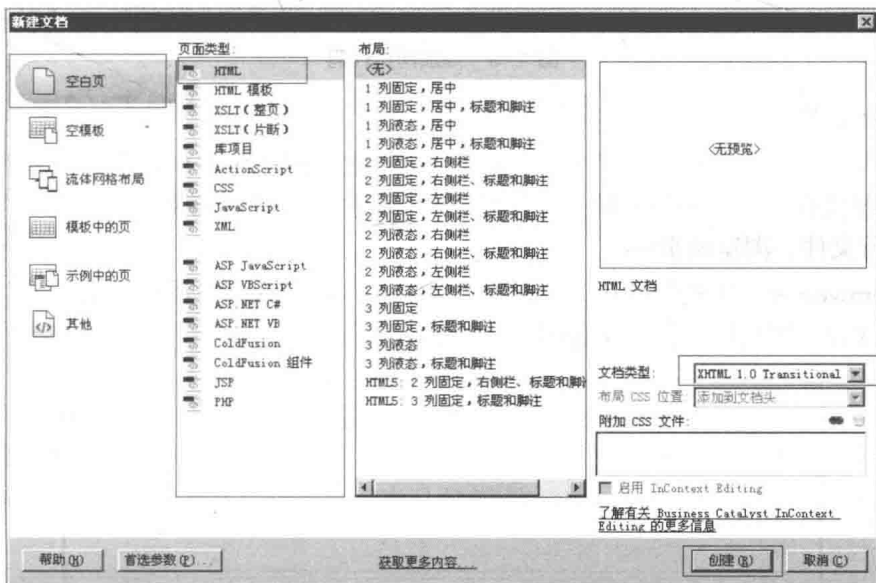 新建文档
空白页
空模板
流体网格布局
模板中的页
示例中的页
其他
页面类型:
HTML
HTML 模板
XSLT(整页)
XSLT(片断)
库项目
ActionScript
CSS
JavaScript
XML
ASP JavaScript
ASP VBScript
ASP.NET C#
ASP.NET VB
ColdFusion
ColdFusion 组件
JSP
PHP
布局:
<无>
1 列固定,居中
1 列固定,居中,标题和脚注
1 列液态,居中
1 列液态,居中,标题和脚注
2 列固定,右侧栏
2 列固定,右侧栏、标题和脚注
2 列固定,左侧栏
2 列固定,左侧栏、标题和脚注
2 列液态,右侧栏
2 列液态,右侧栏、标题和脚注
2 列液态,左侧栏
2 列液态,左侧栏、标题和脚注
3 列固定
3 列固定,标题和脚注
3 列液态
3 列液态,标题和脚注
HTML5: 2 列固定,右侧栏、标题和脚
HTML5: 3 列固定,标题和脚注
<无预览>
HTML 文档
文档类型: XHTML 1.0 Transitional
布局 CSS 位置: 添加到文档头
附加 CSS 文件:
启用 InContext Editing
了解有关 Business Catalyst InContext
Editing 的更多信息
帮助(H) 首选参数(P)... 获取更多内容... 创建(R) 取消(C)